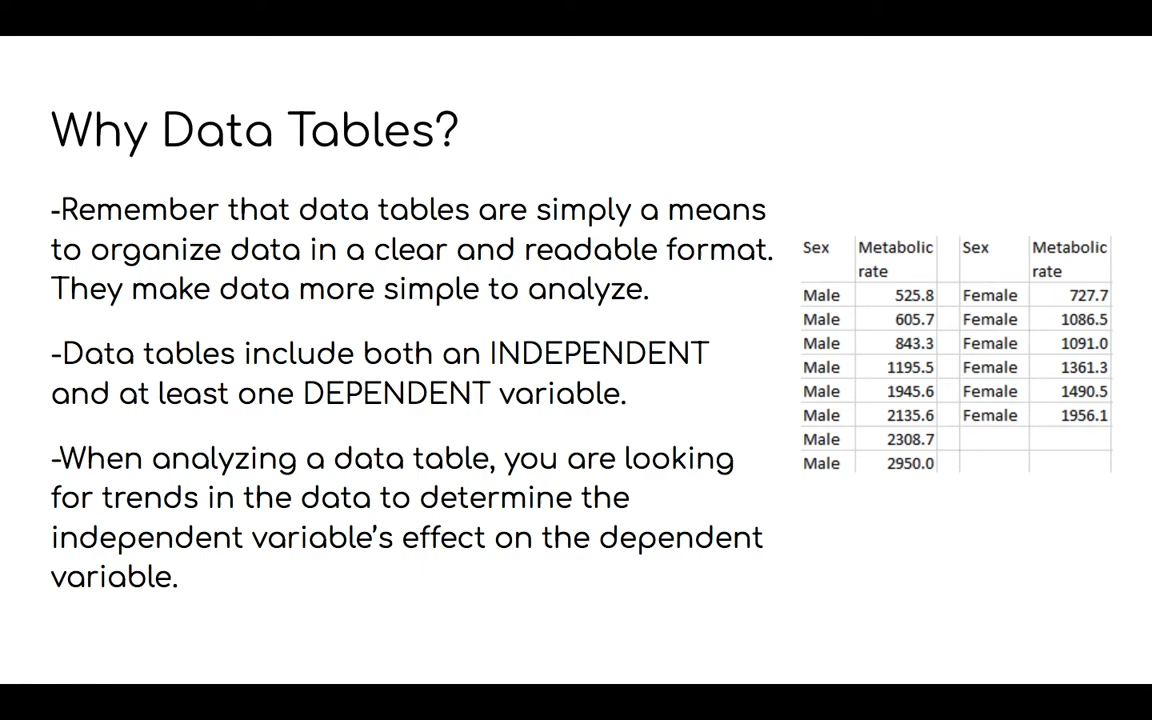 Why Data Tables?
-Remember that data tables are simply a means
to organize data in a clear and readable format.
They make data more simple to analyze.
-Data tables include both an INDEPENDENT
and at least one DEPENDENT variable.
-When analyzing a data table, you are looking
for trends in the data to determine the
independent variable's effect on the dependent
variable.
Sex Metabolic rate Sex Metabolic rate
Male 525.8 Female 727.7
Male 605.7 Female 1086.5
Male 843.3 Female 1091.0
Male 1195.5 Female 1361.3
Male 1945.6 Female 1490.5
Male 2135.6 Female 1956.1
Male 2308.7
Male 2950.0